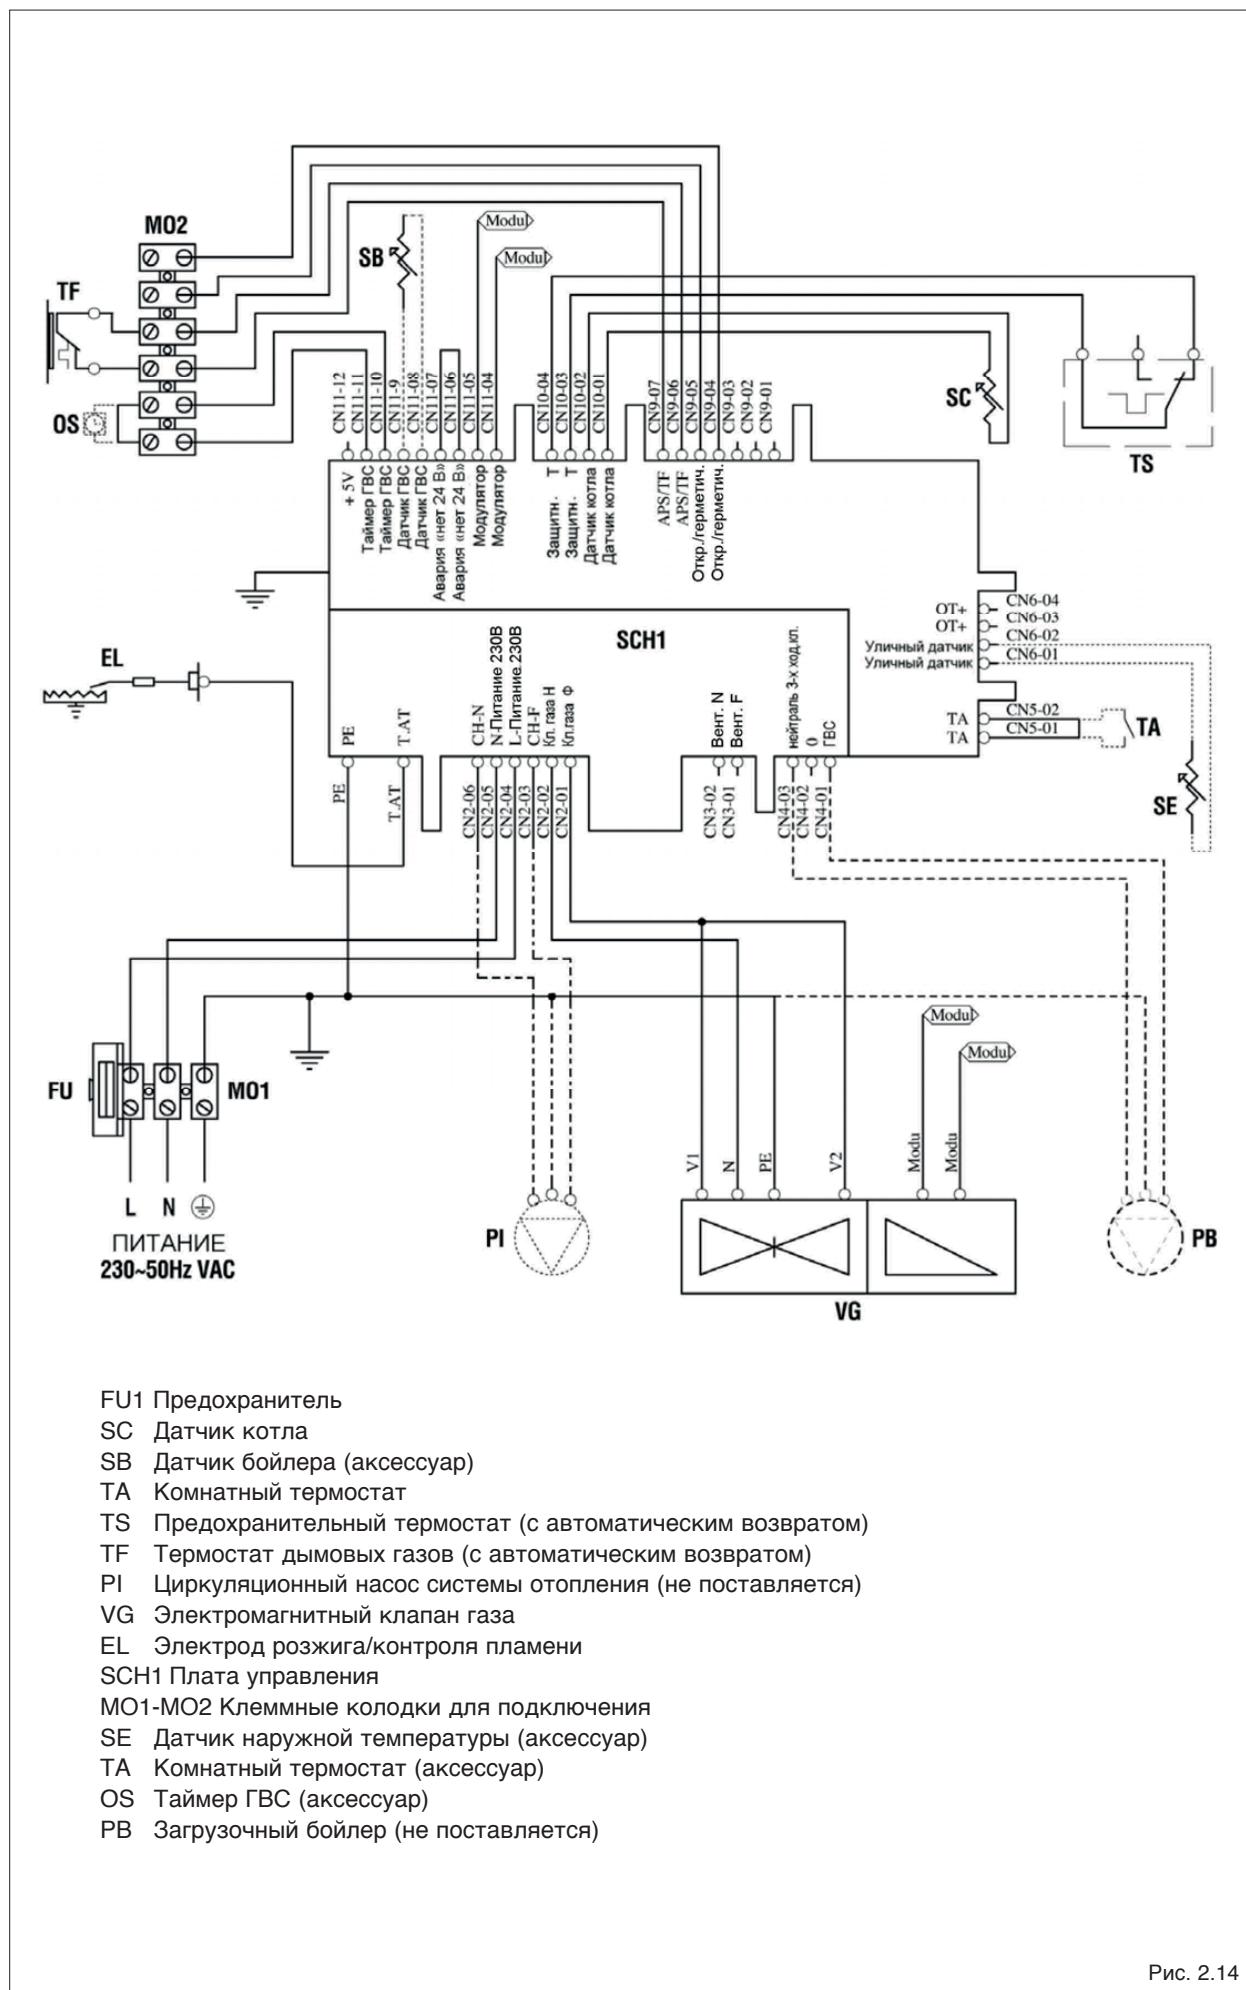 MO2
TF
OS
SB
Modul
Modul
CN11-12
CN11-11
CN11-10
CN11-9
CN11-08
CN11-07
CN11-06
CN11-05
CN11-04
CN10-04
CN10-03
CN10-02
CN10-01
CN9-07
CN9-06
CN9-05
CN9-04
CN9-03
CN9-02
CN9-01
SC
TS
+ 5V
Таймер ГВС
Таймер ГВС
Датчик ГВС
Датчик ГВС
Авария «нет 24 В»
Авария «нет 24 В»
Модулятор
Модулятор
Защитн. Т
Защитн. Т
Датчик котла
Датчик котла
APS/TF
APS/TF
Откр./герметич.
Откр./герметич.
SCH1
OT+ CN6-04
OT+ CN6-03
Уличный датчик CN6-02
Уличный датчик CN6-01
TA CN5-02
TA CN5-01
TA
SE
EL
PE
T.AT
CH-N
N-Питание 230В
L-Питание 230В
CH-F
Кл. газа Н
Кл.газа Ф
Вент. N
Вент. F
нейтраль 3-х ход.кл.
0
ГВС
PE
T.AT
CN2-06
CN2-05
CN2-04
CN2-03
CN2-02
CN2-01
CN3-02
CN3-01
CN4-03
CN4-02
CN4-01
FU
MO1
L N
ПИТАНИЕ
230~50Hz VAC
PI
V1
N
PE
V2
Modul
Modul
Modu
Modu
VG
PB
FU1 Предохранитель
SC Датчик котла
SB Датчик бойлера (аксессуар)
TA Комнатный термостат
TS Предохранительный термостат (с автоматическим возвратом)
TF Термостат дымовых газов (с автоматическим возвратом)
PI Циркуляционный насос системы отопления (не поставляется)
VG Электромагнитный клапан газа
EL Электрод розжига/контроля пламени
SCH1 Плата управления
MO1-MO2 Клеммные колодки для подключения
SE Датчик наружной температуры (аксессуар)
TA Комнатный термостат (аксессуар)
OS Таймер ГВС (аксессуар)
PB Загрузочный бойлер (не поставляется)
Рис. 2.14